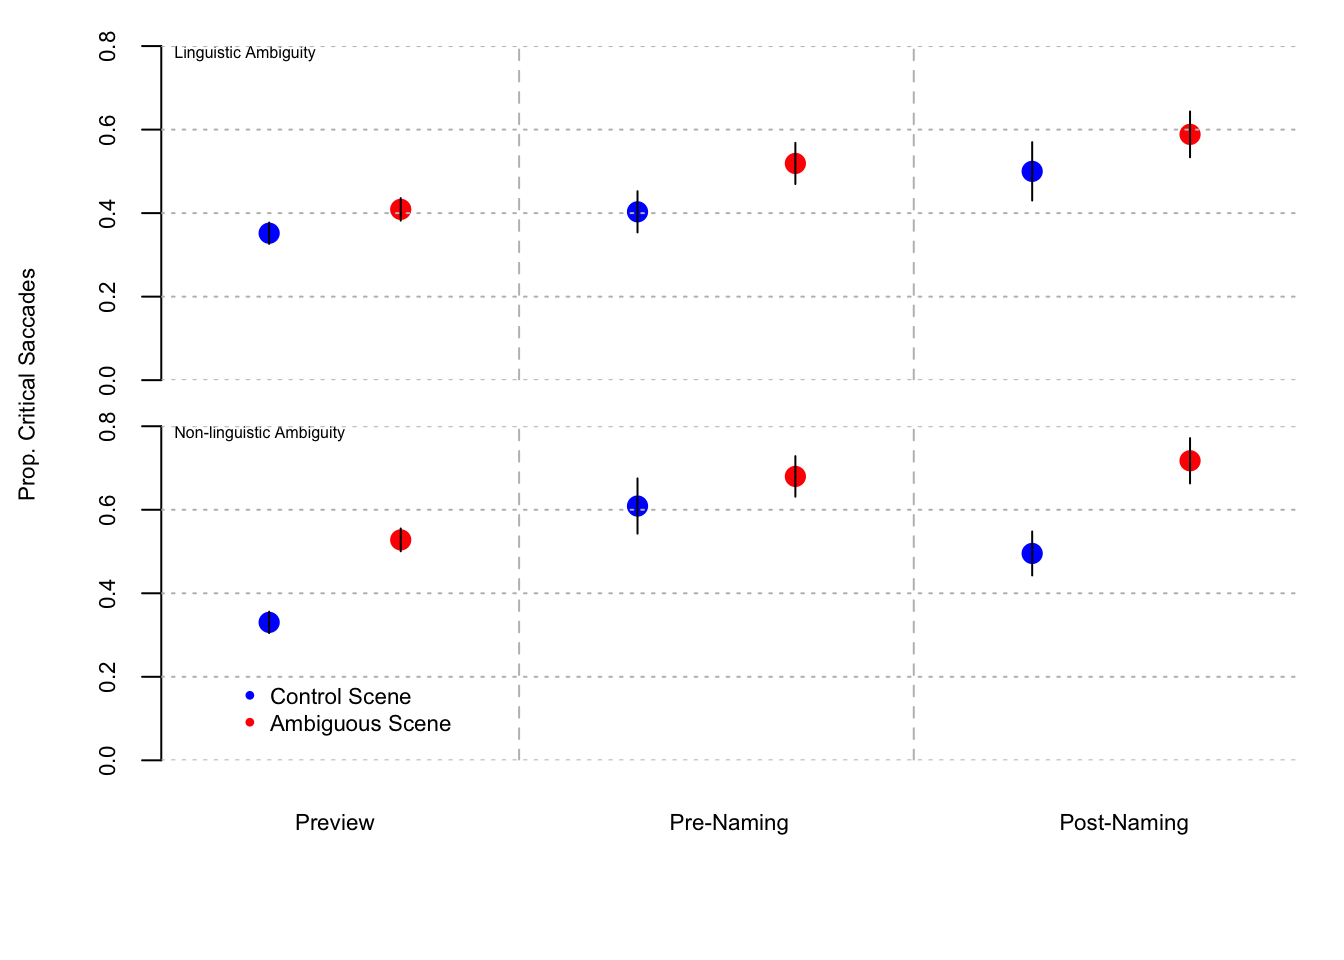 Prop. Critical Saccades
0.8
Linguistic Ambiguity
0.6
0.4
0.2
0.0
0.8
Non-linguistic Ambiguity
0.6
0.4
0.2
Control Scene
Ambiguous Scene
0.0
Preview
Pre-Naming
Post-Naming